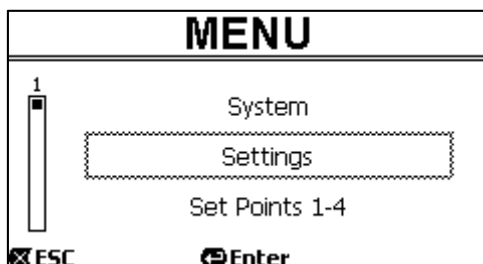 MENU
1
System
Settings
Set Points 1-4
ESC Enter